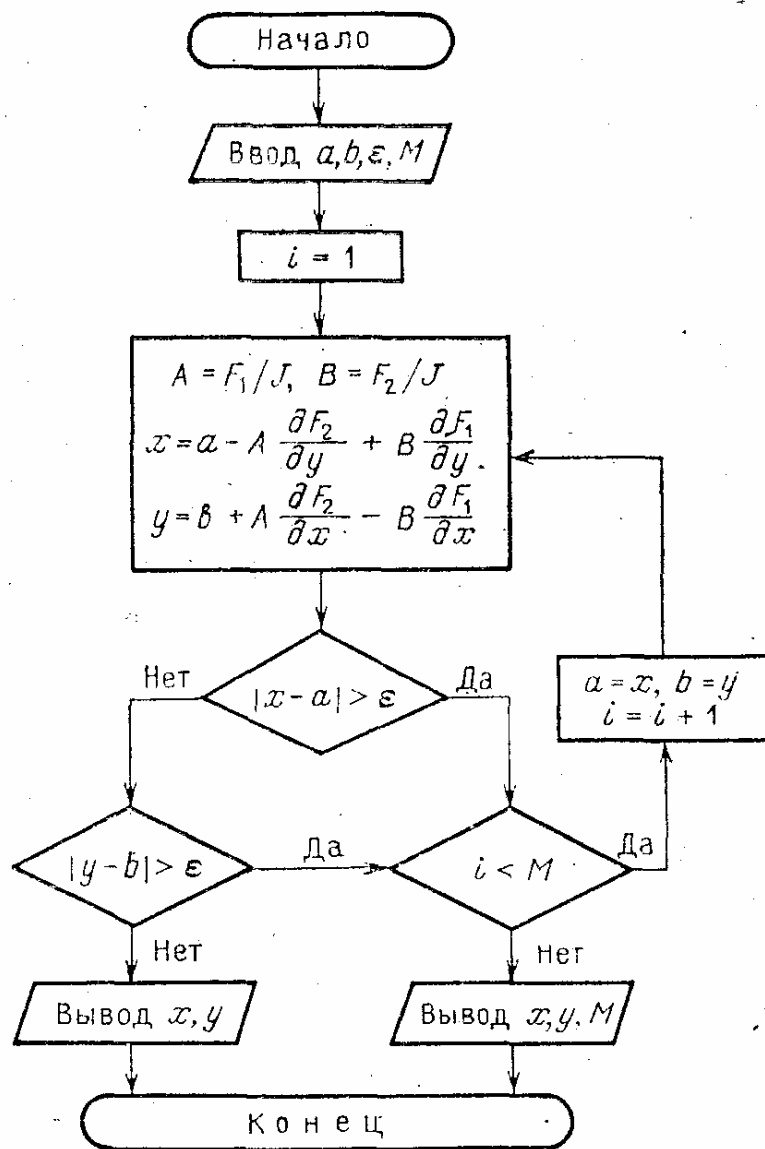 Начало
Ввод a, b, ε, M
i = 1
A = F₁/J, B = F₂/J
x = a - A ∂F₂/∂y + B ∂F₁/∂y.
y = в + A ∂F₂/∂x - B ∂F₁/∂x
Нет
|x-a| > ε
Да
a = x, b = y
i = i + 1
|y-b| > ε
Да
i < M
Да
Нет
Нет
Вывод x, y
Вывод x, y, M
Конец